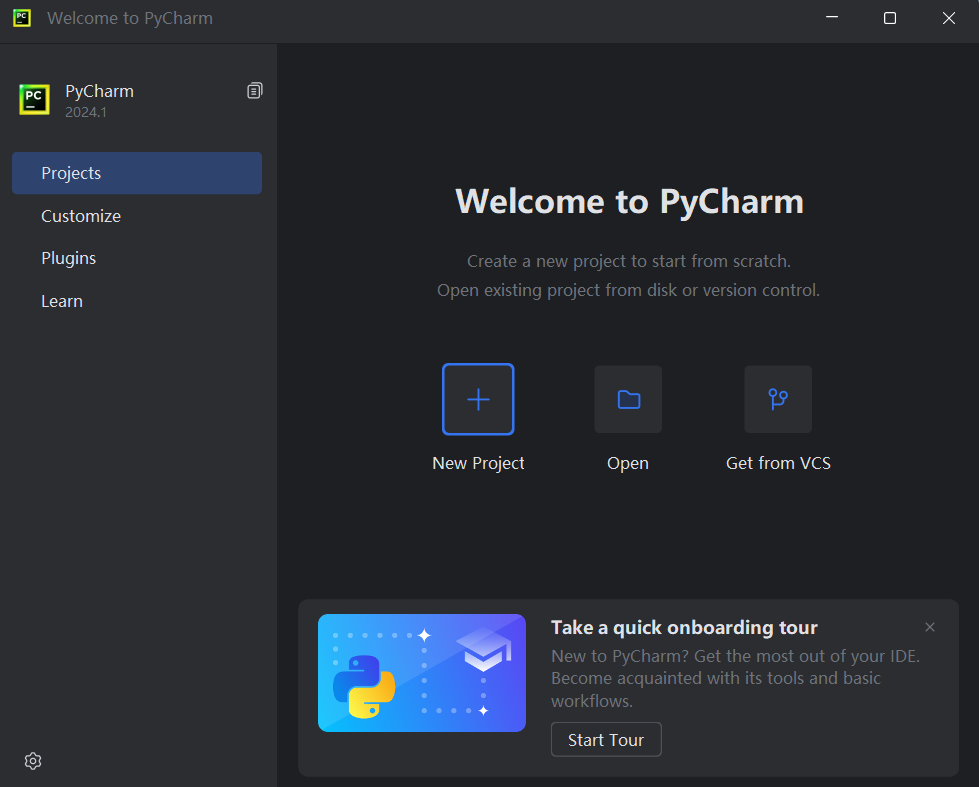 PC
Welcome to PyCharm
PC
PyCharm
2024.1
Projects
Customize
Plugins
Learn
Welcome to PyCharm
Create a new project to start from scratch.
Open existing project from disk or version control.
New Project
Open
Get from VCS
Take a quick onboarding tour
New to PyCharm? Get the most out of your IDE.
Become acquainted with its tools and basic
workflows.
Start Tour